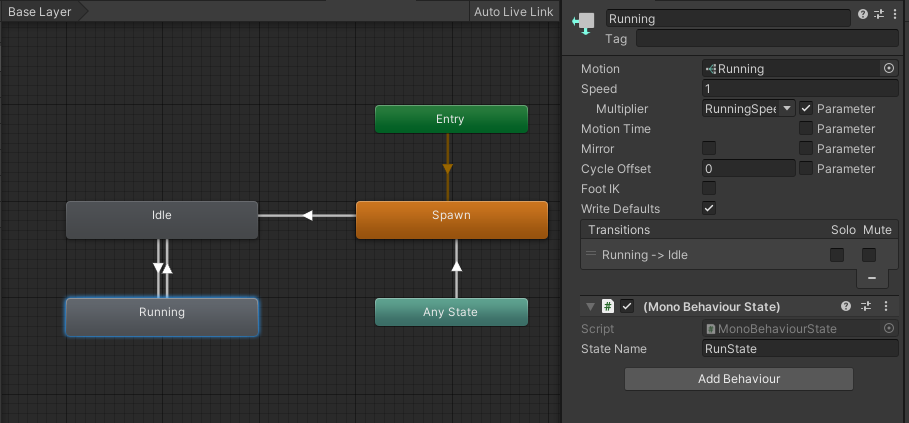 Base Layer
Auto Live Link
Entry
Idle
Spawn
Running
Any State
Running
Tag
Motion Running
Speed 1
Multiplier RunningSpee Parameter
Motion Time Parameter
Mirror Parameter
Cycle Offset 0 Parameter
Foot IK
Write Defaults
Transitions Solo Mute
Running -> Idle
# (Mono Behaviour State)
Script # MonoBehaviourState
State Name RunState
Add Behaviour